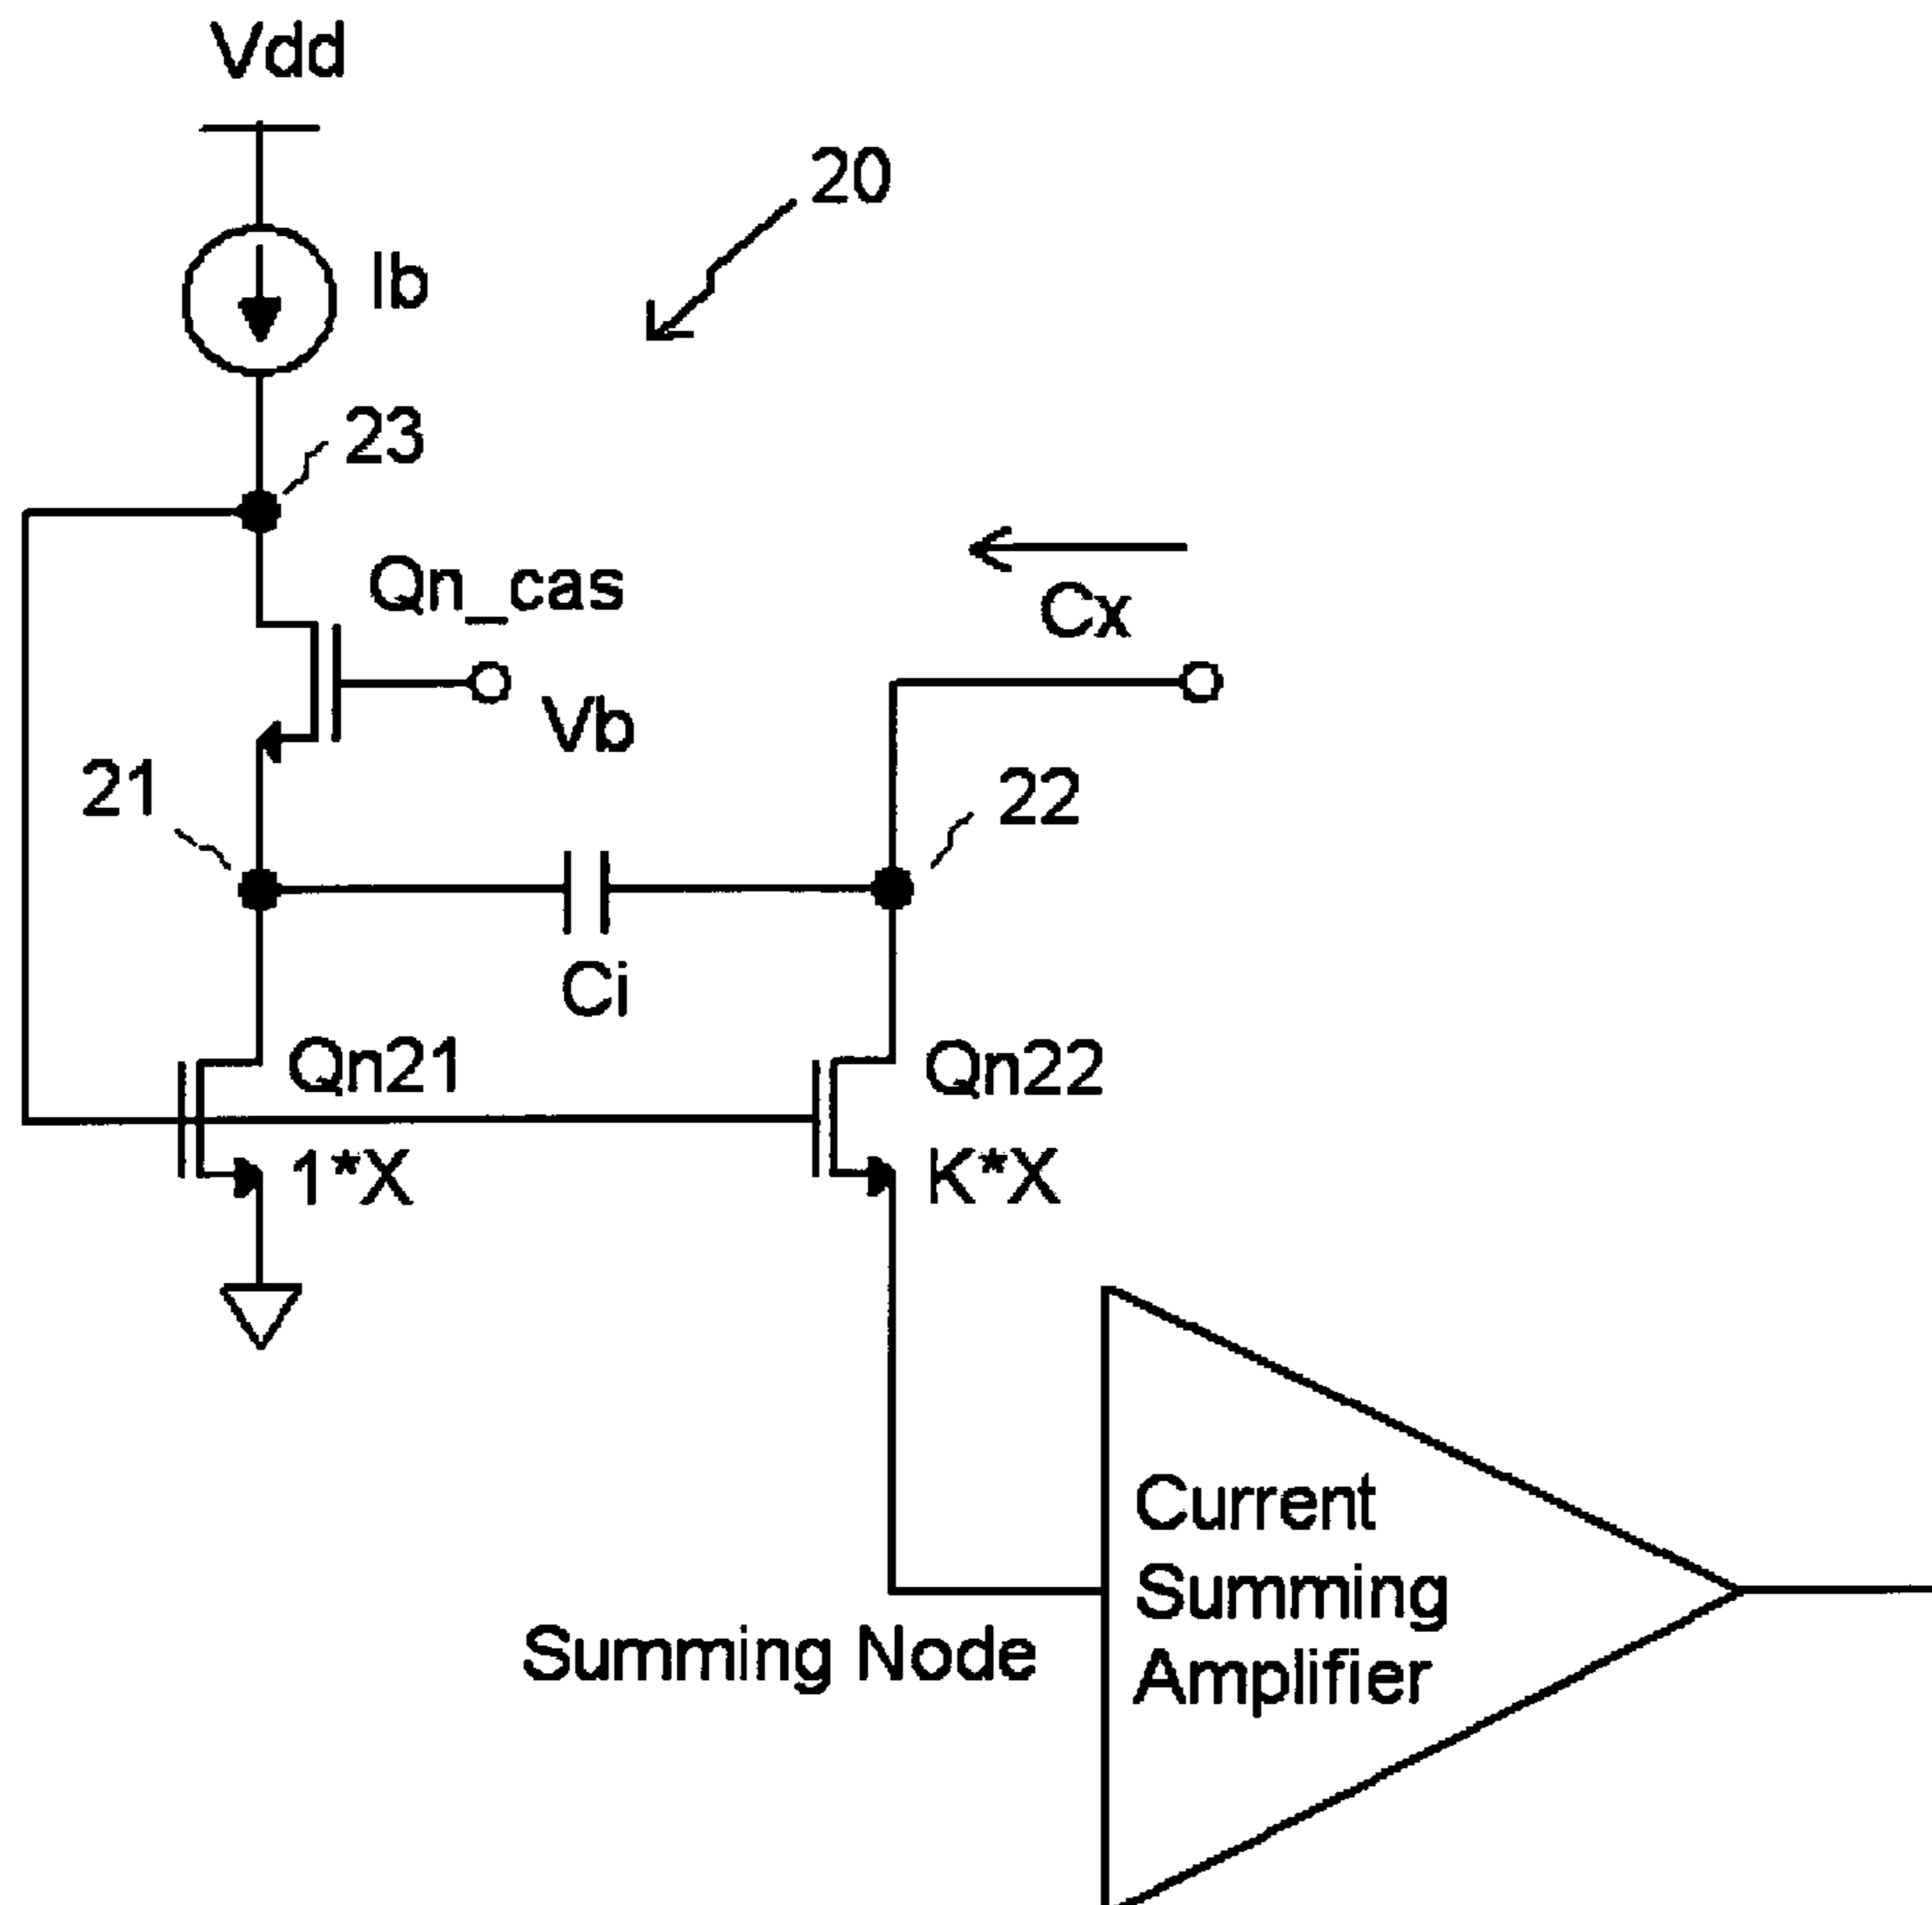 Vdd
20
Ib
23
Qn_cas
Cx
Vb
21
22
Ci
Qn21
Qn22
1*X
K*X
Current
Summing
Amplifier
Summing Node